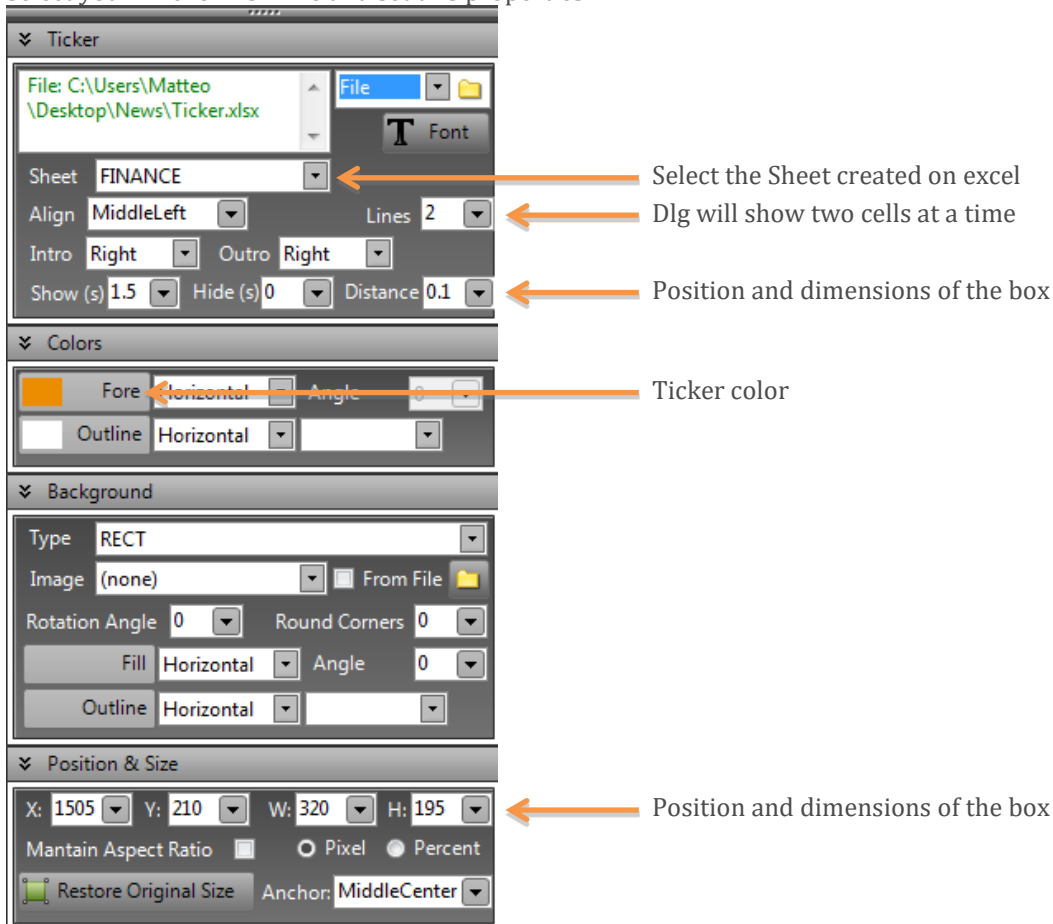 Ticker
File: C:\Users\Matteo
\Desktop\News\Ticker.xlsx
File
T Font
Sheet FINANCE
Select the Sheet created on excel
Align MiddleLeft Lines 2
Dlg will show two cells at a time
Intro Right Outro Right
Show (s) 1.5 Hide (s) 0 Distance 0.1
Position and dimensions of the box
Colors
Fore Horizontal Angle 0
Ticker color
Outline Horizontal
Background
Type RECT
Image (none) From File
Rotation Angle 0 Round Corners 0
Fill Horizontal Angle 0
Outline Horizontal
Position & Size
X: 1505 Y: 210 W: 320 H: 195
Position and dimensions of the box
Mantain Aspect Ratio Pixel Percent
Restore Original Size Anchor: MiddleCenter